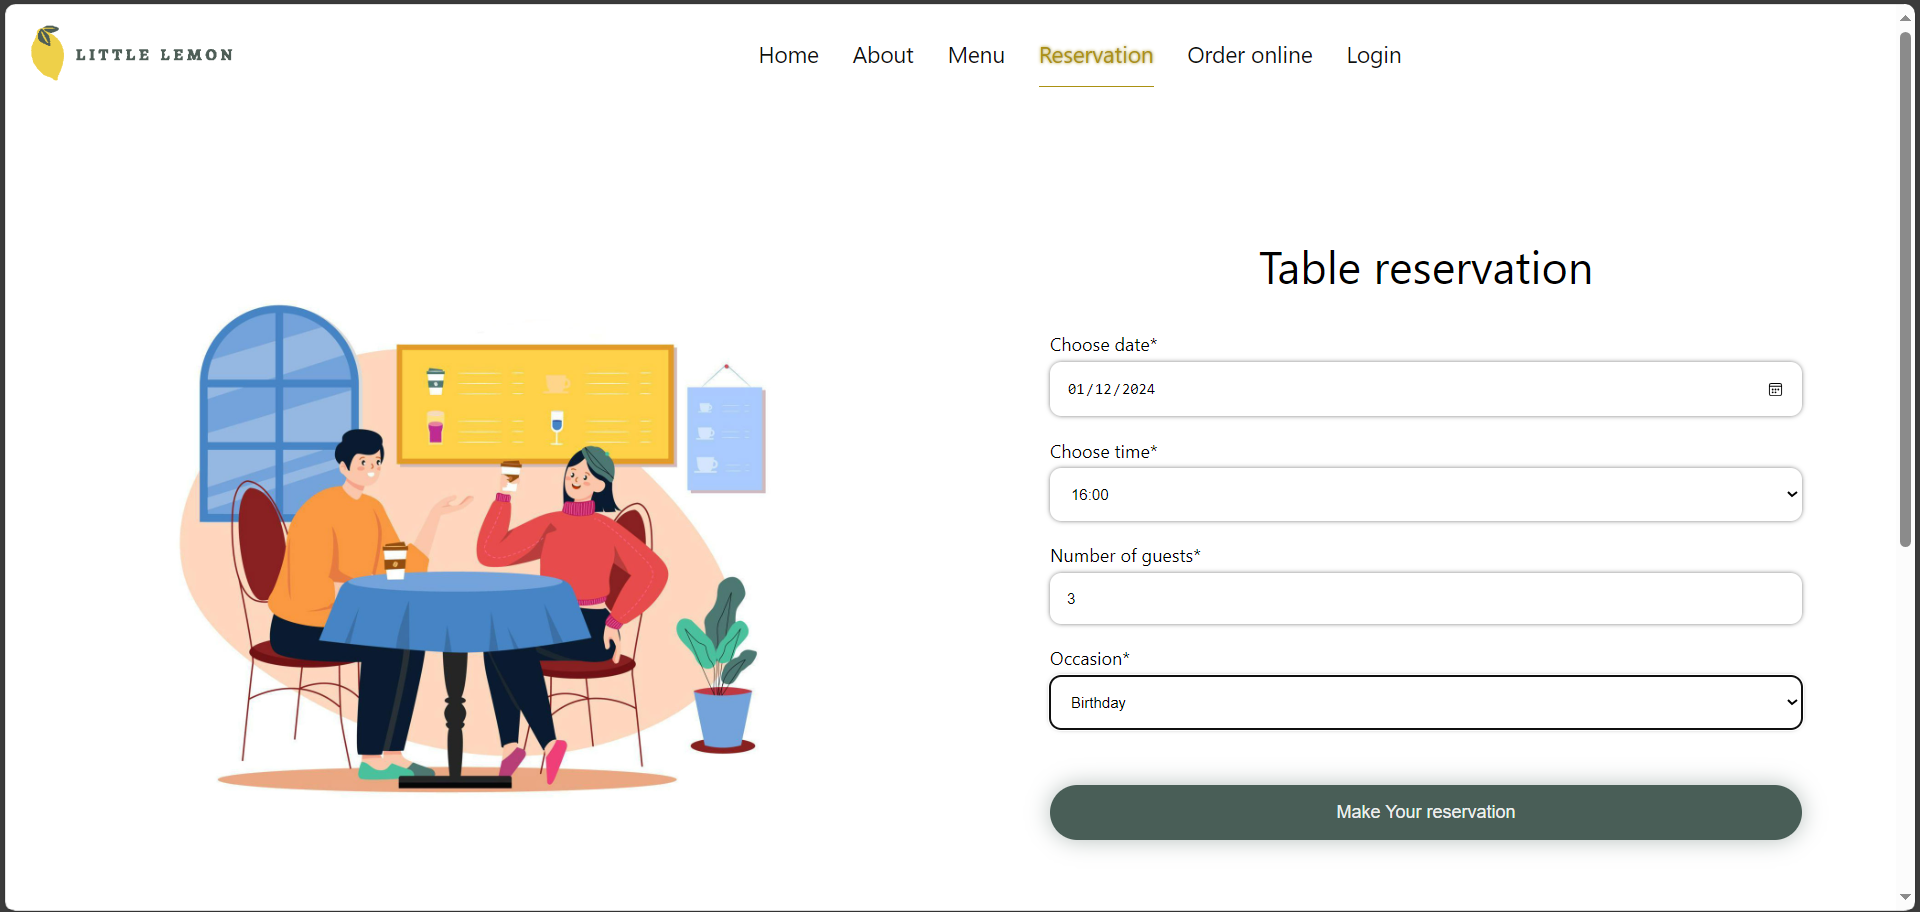 LITTLE LEMON
Home About Menu Reservation Order online Login
Table reservation
Choose date*
01/12/2024
Choose time*
16:00
Number of guests*
3
Occasion*
Birthday
Make Your reservation